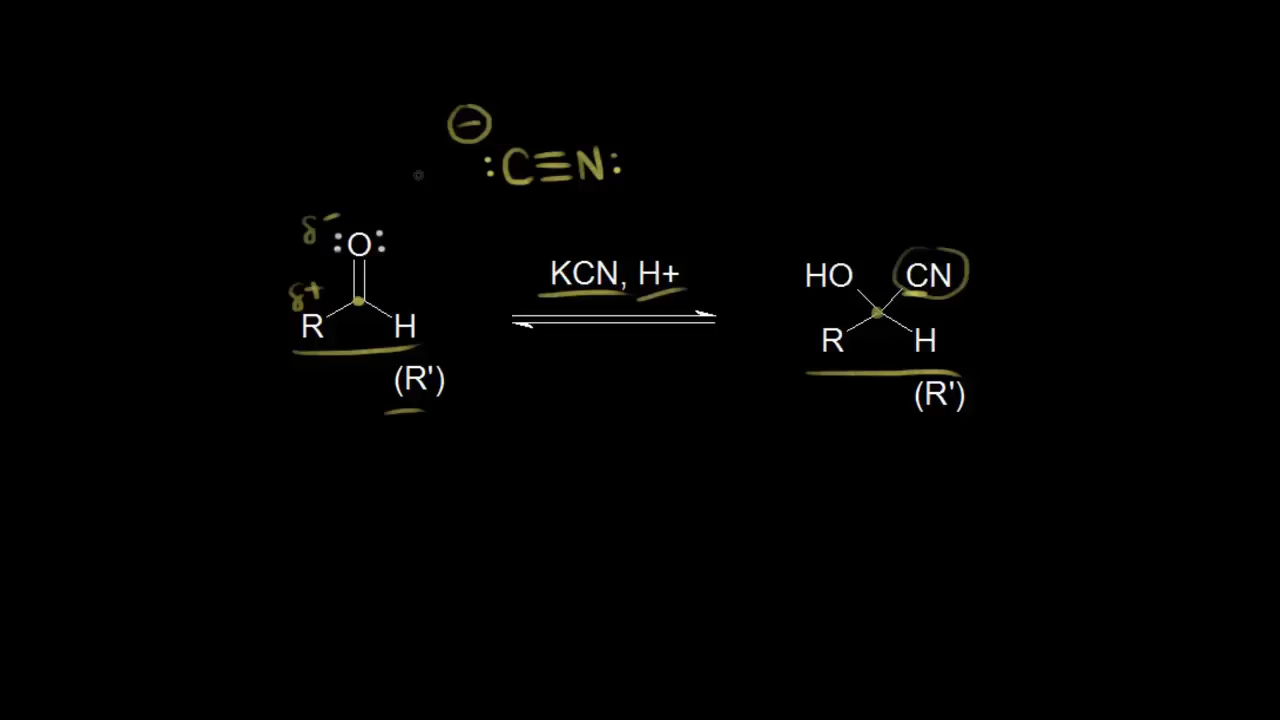 ⊖
:C≡N:
δ-
:O:
δ+
R H
(R')
KCN, H+
HO CN
R H
(R')